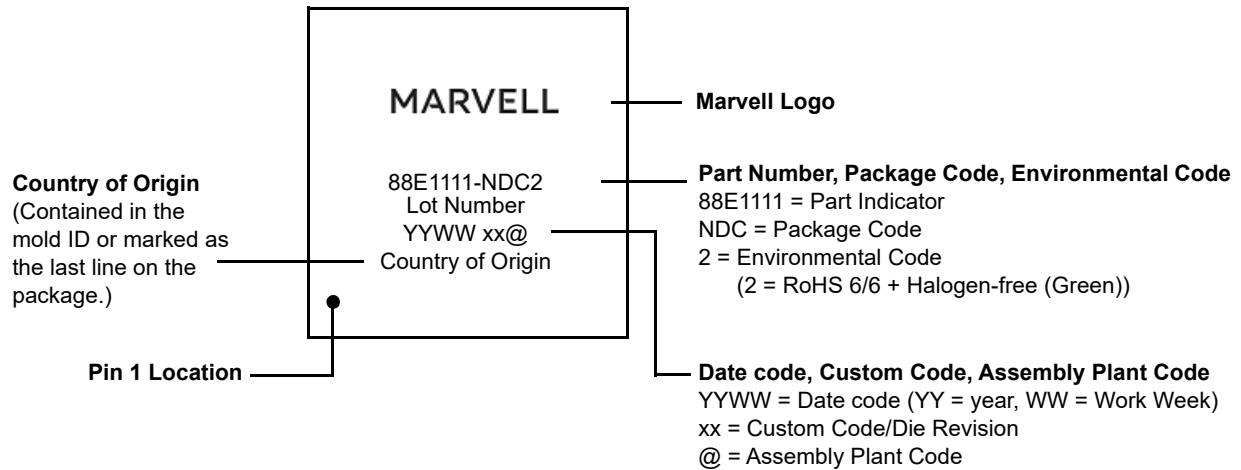 MARVELL
Marvell Logo
Country of Origin
(Contained in the
mold ID or marked as
the last line on the
package.)
88E1111-NDC2
Lot Number
YYWW xx@
Country of Origin
Part Number, Package Code, Environmental Code
88E1111 = Part Indicator
NDC = Package Code
2 = Environmental Code
(2 = RoHS 6/6 + Halogen-free (Green))
Pin 1 Location
Date code, Custom Code, Assembly Plant Code
YYWW = Date code (YY = year, WW = Work Week)
xx = Custom Code/Die Revision
@ = Assembly Plant Code